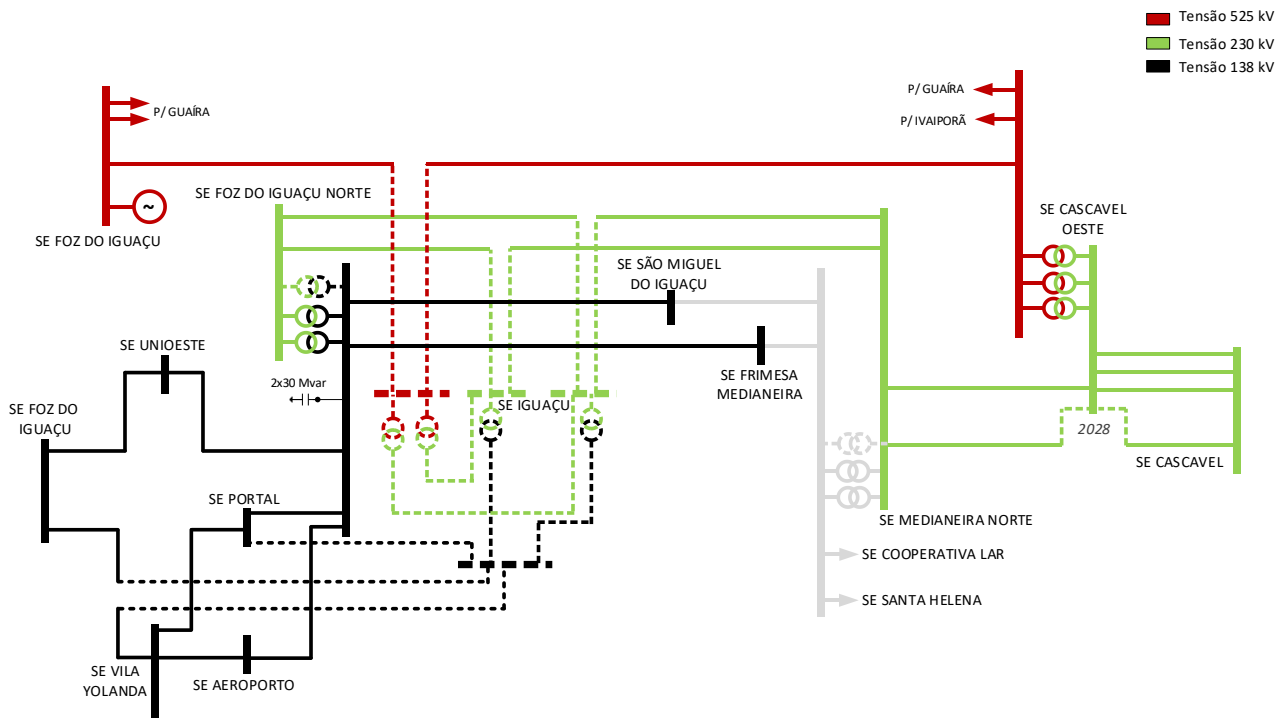 Tensão 525 kV
Tensão 230 kV
Tensão 138 kV
P/ GUAÍRA
P/ GUAÍRA
P/ IVAIPORÃ
SE FOZ DO IGUAÇU NORTE
SE FOZ DO IGUAÇU
~
SE CASCAVEL
OESTE
SE SÃO MIGUEL
DO IGUAÇU
SE UNIOESTE
SE FRIMESA
MEDIANEIRA
2x30 Mvar
SE IGUAÇU
SE FOZ DO
IGUAÇU
2028
SE CASCAVEL
SE PORTAL
SE MEDIANEIRA NORTE
SE COOPERATIVA LAR
SE SANTA HELENA
SE VILA
YOLANDA
SE AEROPORTO